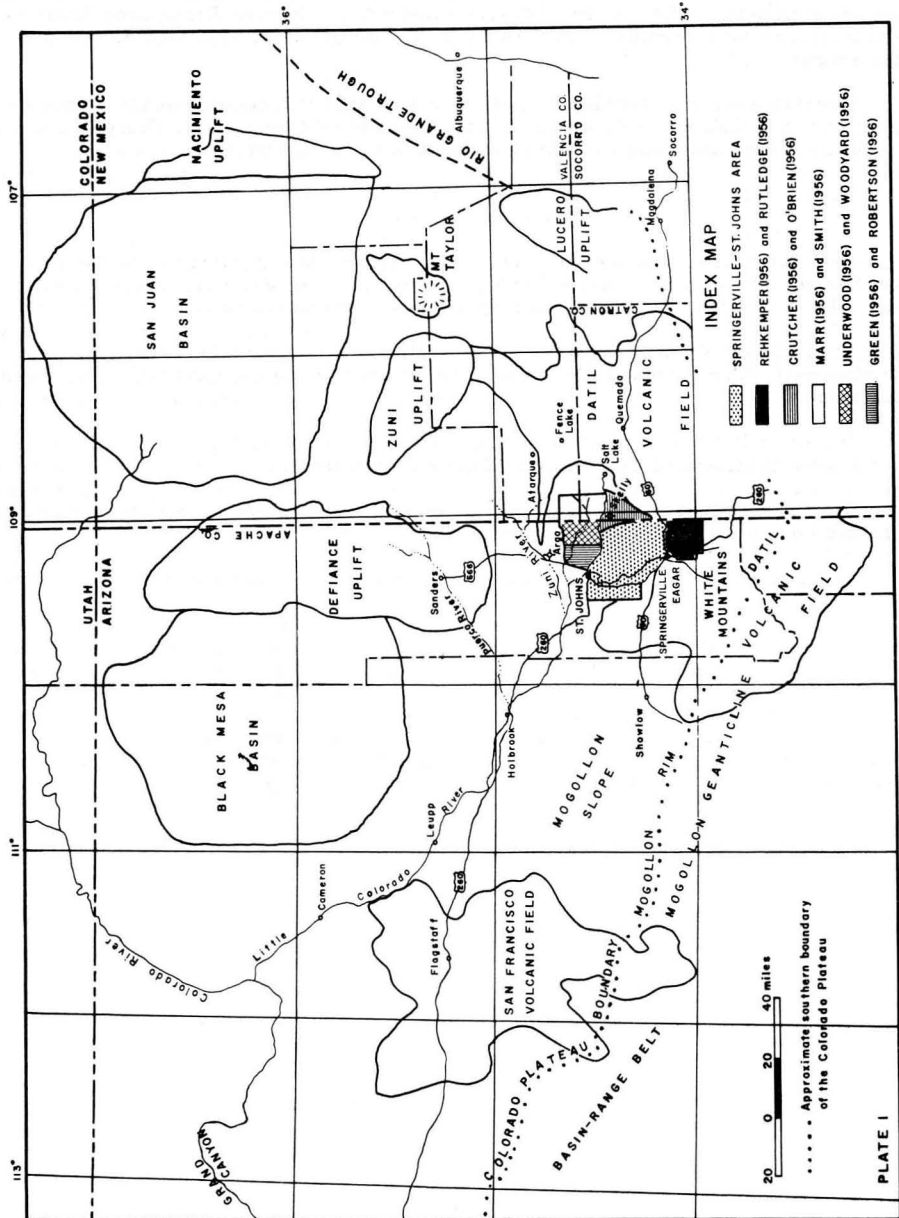 36°
34°
COLORADO
NEW MEXICO
NACIMIENTO
UPLIFT
RIO GRANDE TROUGH
Albuquerque
107°
VALENCIA CO.
SOCORRO CO.
Socorro
Magdalena
LUCERO
UPLIFT
MT
TAYLOR
SAN JUAN
BASIN
CATRON CO.
ZUNI
UPLIFT
DATIL
VOLCANIC
FIELD
Fence
Lake
Quemado
Salt
Lake
Atarque
60
INDEX MAP
SPRINGERVILLE-ST. JOHNS AREA
REHKEMPER (1956) and RUTLEDGE (1956)
CRUTCHER (1956) and O'BRIEN (1956)
MARR (1956) and SMITH (1956)
UNDERWOOD (1956) and WOODYARD (1956)
GREEN (1956) and ROBERTSON (1956)
109°
UTAH
ARIZONA
APACHE CO.
DEFIANCE
UPLIFT
Sanders
666
Puerco River
Zuni River
Argo
ST. JOHNS
260
SPRINGERVILLE
EAGAR
60
260
WHITE
MOUNTAINS
DATIL
VOLCANIC
FIELD
BLACK MESA
BASIN
Holbrook
Showlow
MOGOLLON
SLOPE
MOGOLLON RIM
MOGOLLON GEANTICLINE
111°
Leupp
River
Cameron
Colorado
Little
260
Flagstaff
SAN FRANCISCO
VOLCANIC FIELD
Colorado River
COLORADO PLATEAU BOUNDARY
BASIN-RANGE BELT
113°
GRAND
CANYON
20 0 20 40 miles
Approximate southern boundary
of the Colorado Plateau
PLATE I